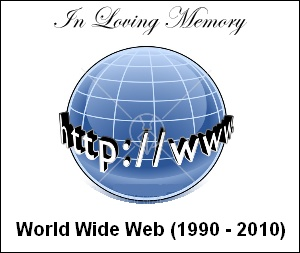 In Loving Memory
http://www
World Wide Web (1990 - 2010)